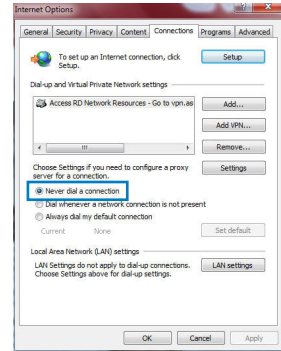 Internet Options
General Security Privacy Content Connections Programs Advanced
To set up an Internet connection, click
Setup.
Setup
Dial-up and Virtual Private Network settings
Access RD Network Resources - Go to vpn.as
Add...
Add VPN...
Remove...
Choose Settings if you need to configure a proxy
server for a connection.
Settings
Never dial a connection
Dial whenever a network connection is not present
Always dial my default connection
Current None
Set default
Local Area Network (LAN) settings
LAN Settings do not apply to dial-up connections.
Choose Settings above for dial-up settings.
LAN settings
OK Cancel Apply